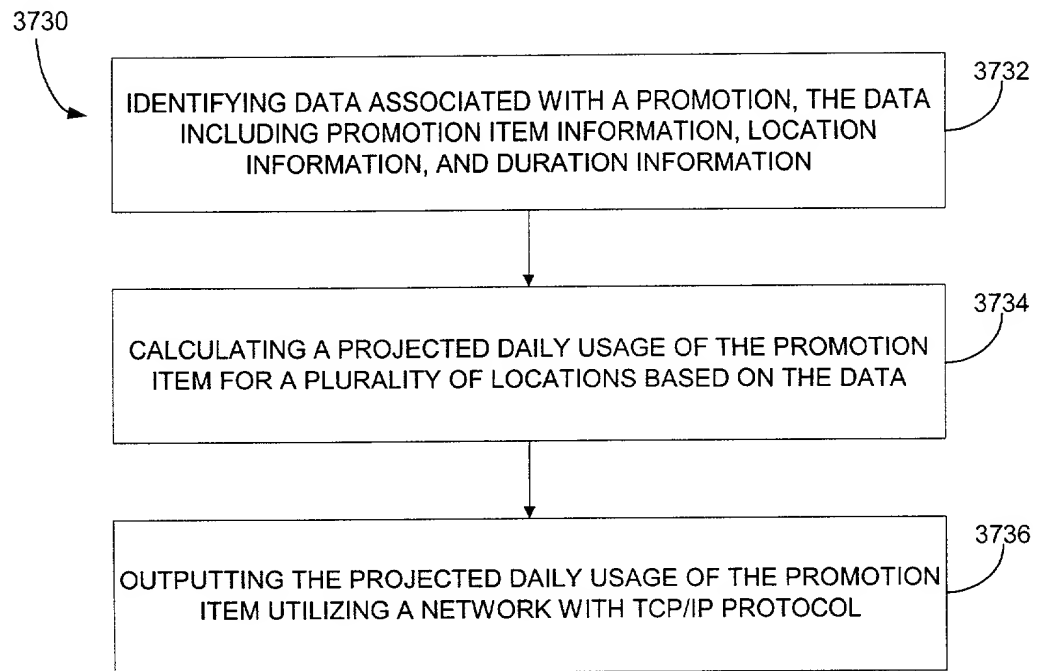 3730
3732
IDENTIFYING DATA ASSOCIATED WITH A PROMOTION, THE DATA
INCLUDING PROMOTION ITEM INFORMATION, LOCATION
INFORMATION, AND DURATION INFORMATION
3734
CALCULATING A PROJECTED DAILY USAGE OF THE PROMOTION
ITEM FOR A PLURALITY OF LOCATIONS BASED ON THE DATA
3736
OUTPUTTING THE PROJECTED DAILY USAGE OF THE PROMOTION
ITEM UTILIZING A NETWORK WITH TCP/IP PROTOCOL